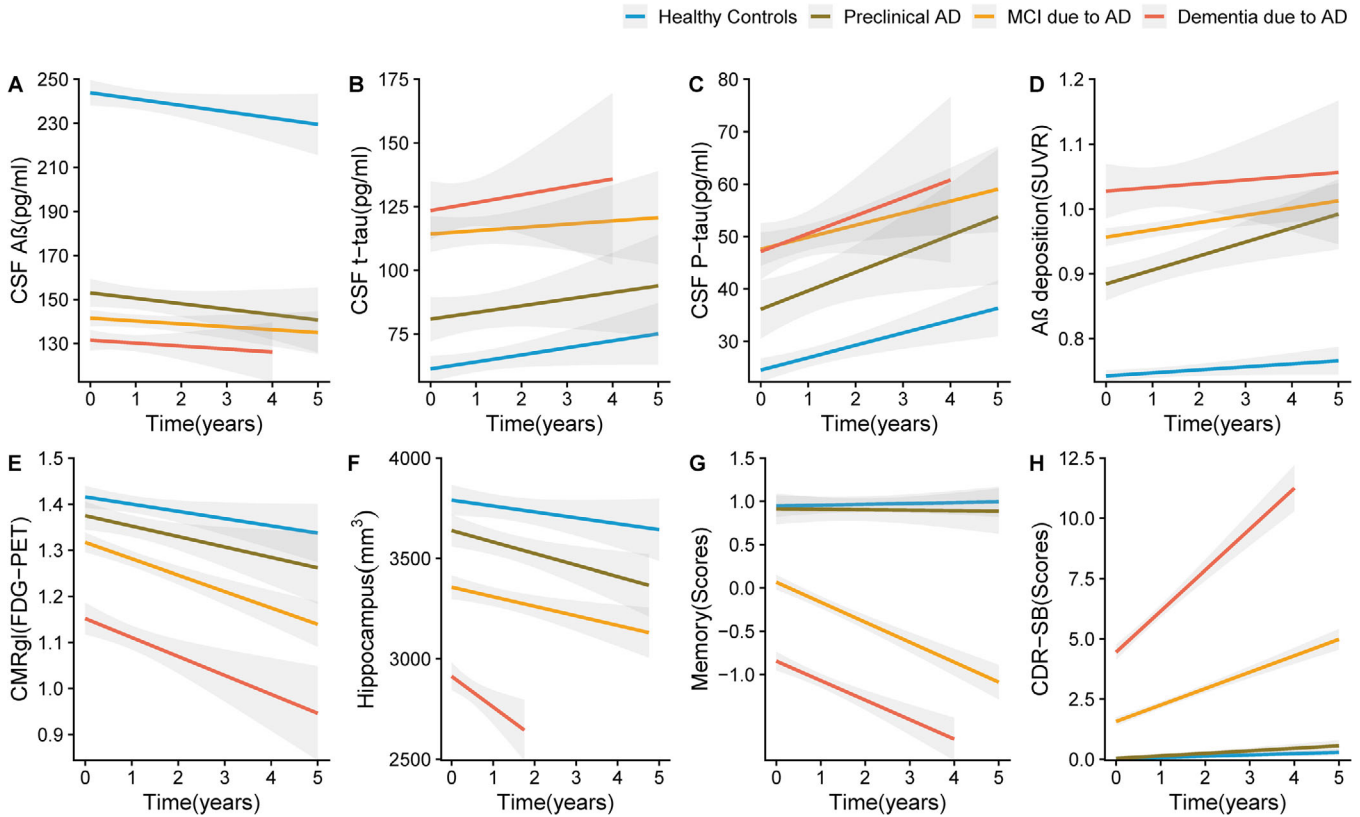 Healthy Controls Preclinical AD MCI due to AD Dementia due to AD
A
CSF Aß(pg/ml)
250
230
210
190
170
150
130
0 1 2 3 4 5
Time(years)
B
CSF t−tau(pg/ml)
175
150
125
100
75
0 1 2 3 4 5
Time(years)
C
CSF P−tau(pg/ml)
80
70
60
50
40
30
0 1 2 3 4 5
Time(years)
D
Aß deposition(SUVR)
1.2
1.1
1.0
0.9
0.8
0 1 2 3 4 5
Time(years)
E
CMRgl(FDG−PET)
1.5
1.4
1.3
1.2
1.1
1.0
0.9
0 1 2 3 4 5
Time(years)
F
Hippocampus(mm³)
4000
3500
3000
2500
0 1 2 3 4 5
Time(years)
G
Memory(Scores)
1.5
1.0
0.5
0.0
−0.5
−1.0
0 1 2 3 4 5
Time(years)
H
CDR−SB(Scores)
12.5
10.0
7.5
5.0
2.5
0.0
0 1 2 3 4 5
Time(years)